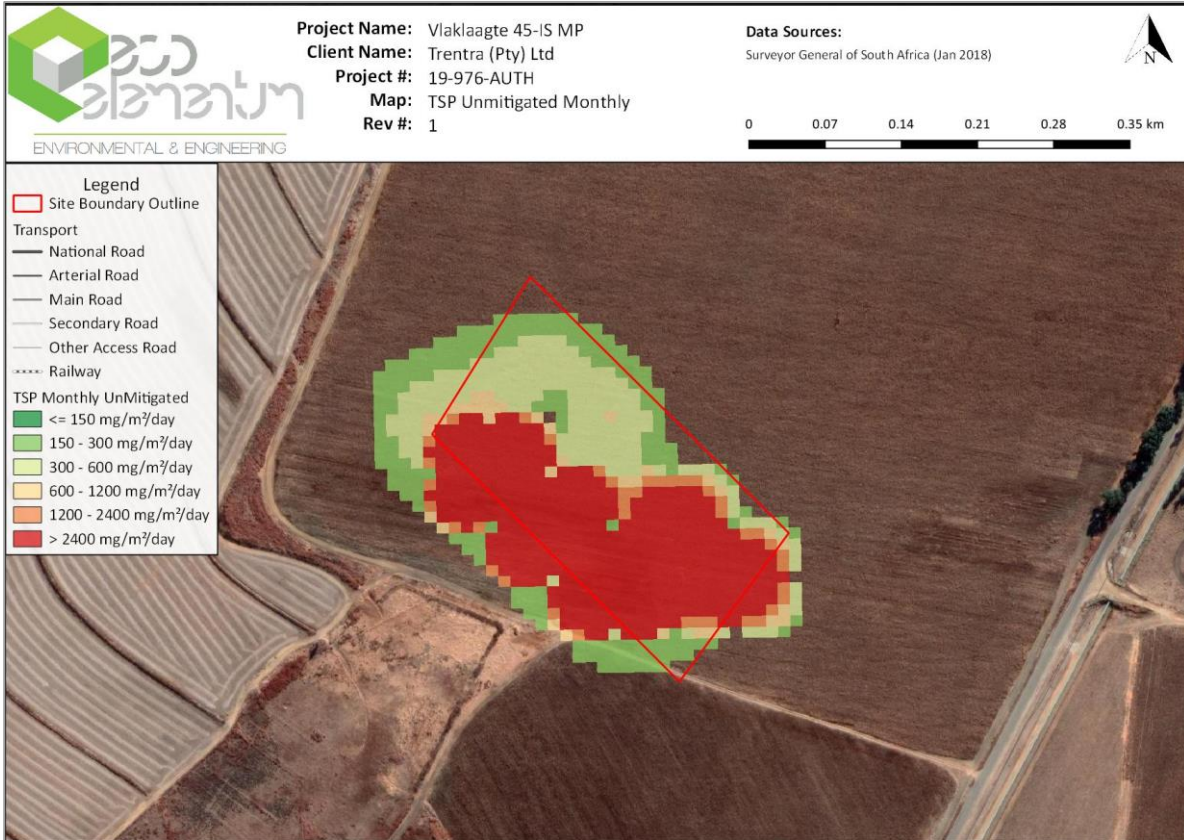 eco
elementum
ENVIRONMENTAL & ENGINEERING
Project Name: Vlaklaagte 45-IS MP
Client Name: Trentra (Pty) Ltd
Project #: 19-976-AUTH
Map: TSP Unmitigated Monthly
Rev #: 1
Data Sources:
Surveyor General of South Africa (Jan 2018)
N
0 0.07 0.14 0.21 0.28 0.35 km
Legend
Site Boundary Outline
Transport
National Road
Arterial Road
Main Road
Secondary Road
Other Access Road
Railway
TSP Monthly UnMitigated
<= 150 mg/m²/day
150 - 300 mg/m²/day
300 - 600 mg/m²/day
600 - 1200 mg/m²/day
1200 - 2400 mg/m²/day
> 2400 mg/m²/day